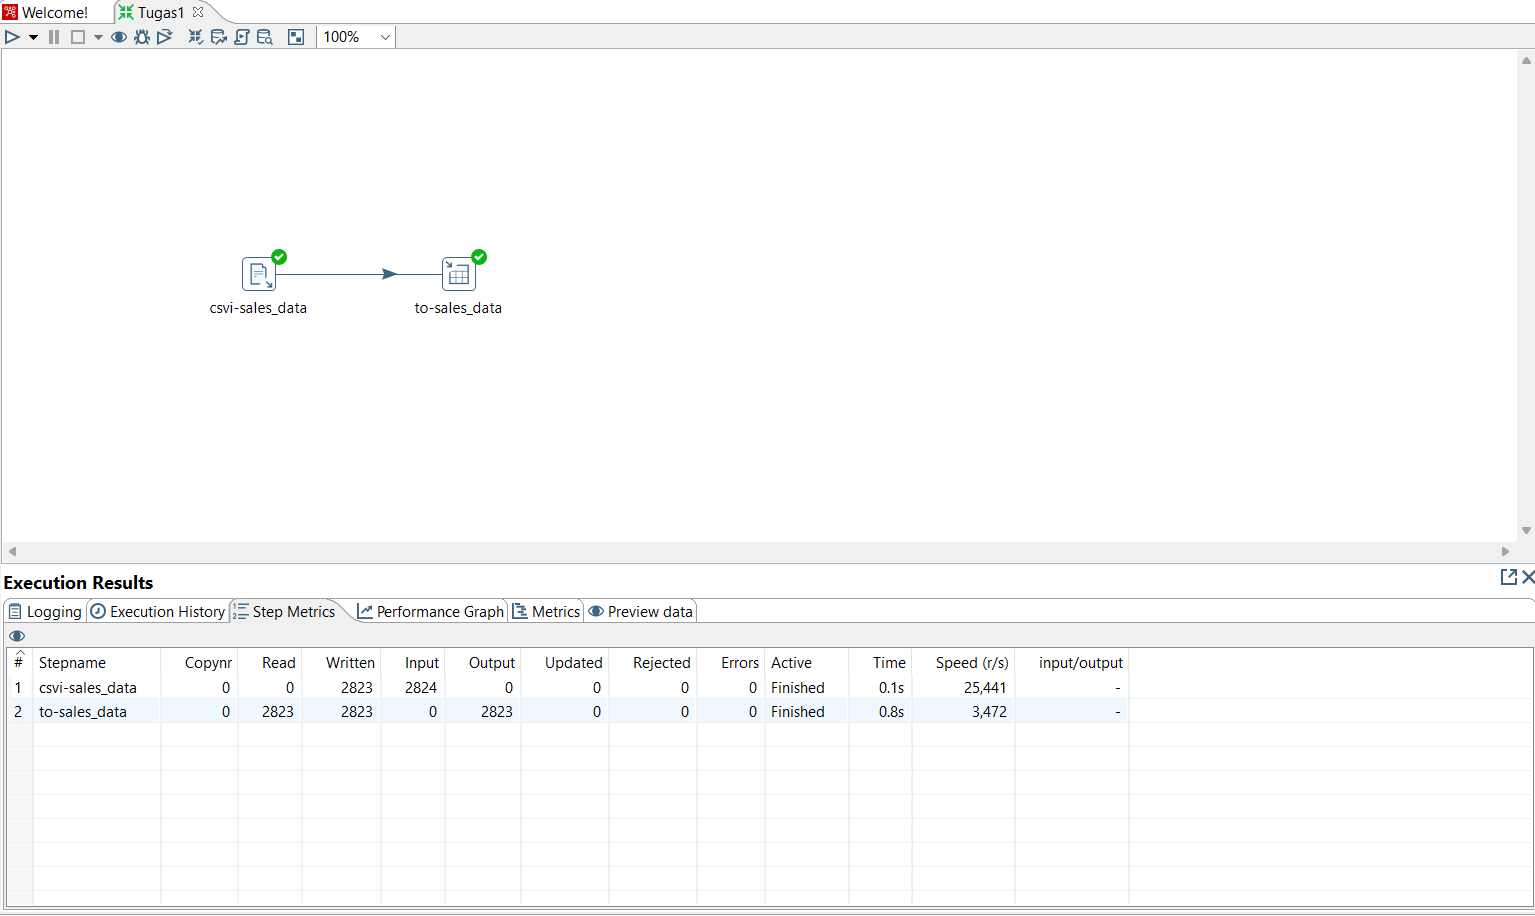 Welcome! Tugas1
100%
csvi-sales_data to-sales_data
Execution Results
Logging Execution History Step Metrics Performance Graph Metrics Preview data
# Stepname Copynr Read Written Input Output Updated Rejected Errors Active Time Speed (r/s) input/output
1 csvi-sales_data 0 0 2823 2824 0 0 0 0 Finished 0.1s 25,441 -
2 to-sales_data 0 2823 2823 0 2823 0 0 0 Finished 0.8s 3,472 -